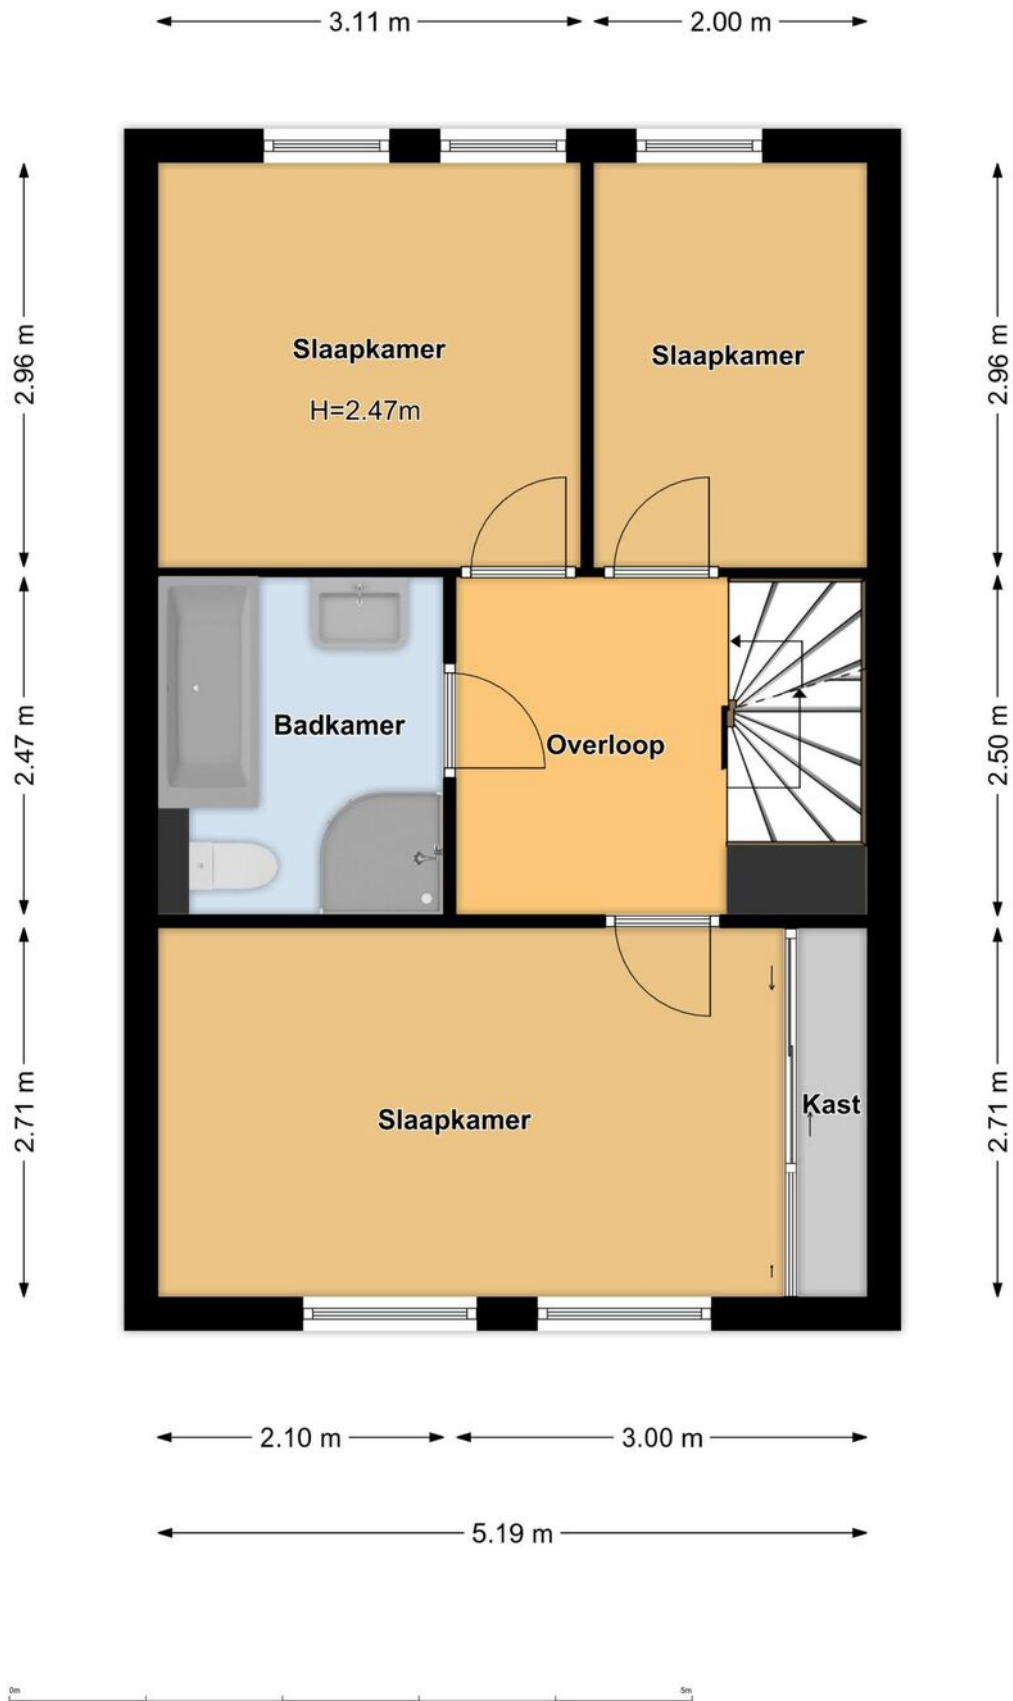 3.11 m
2.00 m
2.96 m
2.96 m
Slaapkamer
H=2.47m
Slaapkamer
2.47 m
2.50 m
Badkamer
Overloop
2.71 m
2.71 m
Slaapkamer
Kast
2.10 m
3.00 m
5.19 m
0m
5m